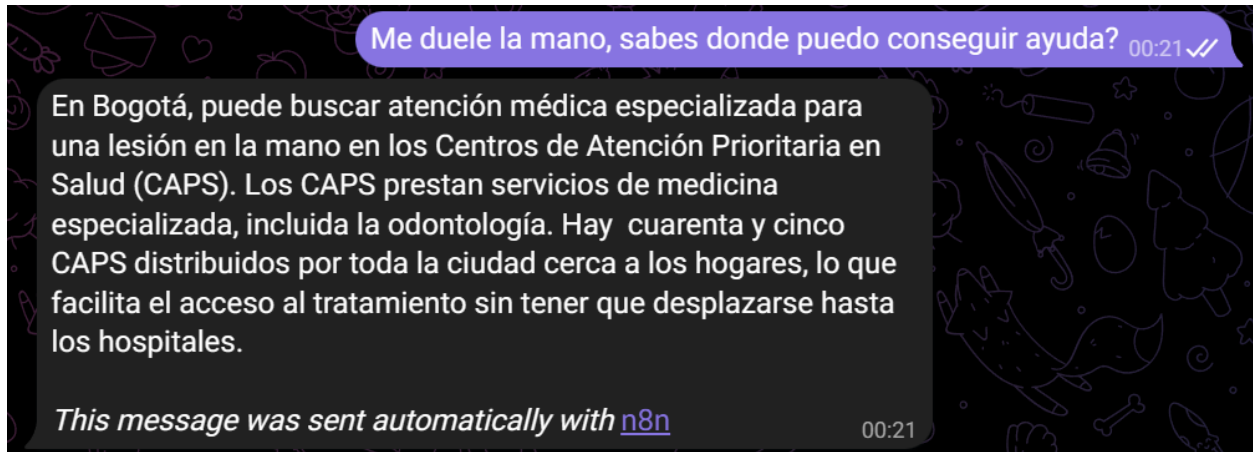 Me duele la mano, sabes donde puedo conseguir ayuda? 00:21
En Bogotá, puede buscar atención médica especializada para
una lesión en la mano en los Centros de Atención Prioritaria en
Salud (CAPS). Los CAPS prestan servicios de medicina
especializada, incluida la odontología. Hay  cuarenta y cinco
CAPS distribuidos por toda la ciudad cerca a los hogares, lo que
facilita el acceso al tratamiento sin tener que desplazarse hasta
los hospitales.
This message was sent automatically with n8n 00:21